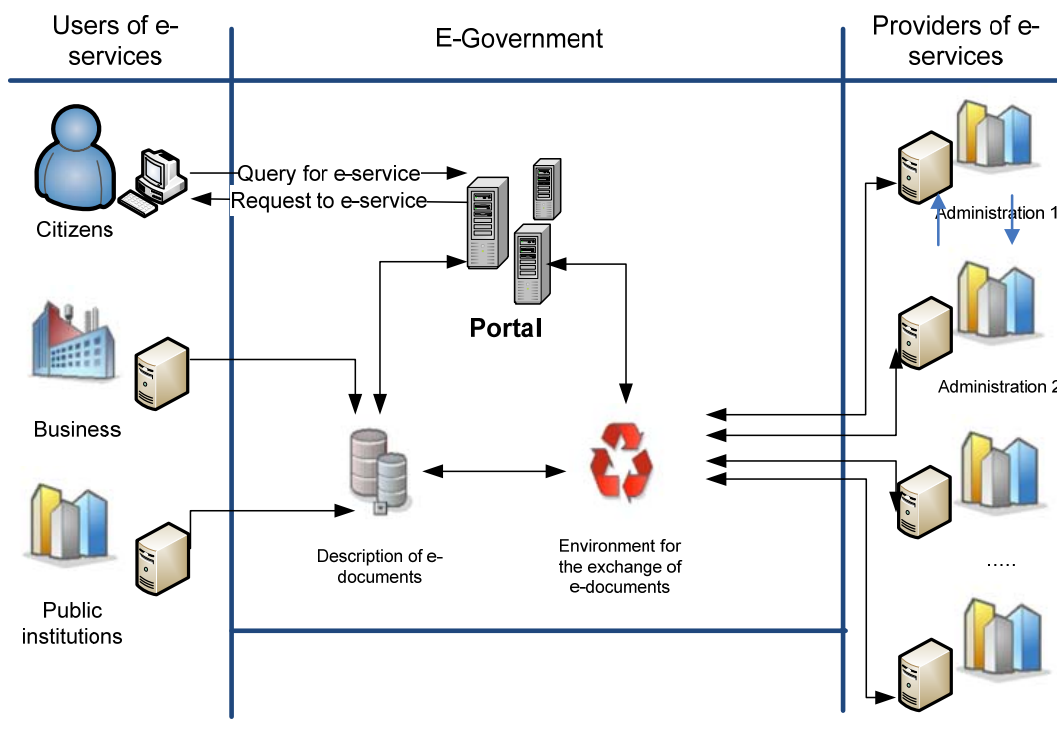 Users of e-
services
E-Government
Providers of e-
services
Query for e-service
Request to e-service
Citizens
Administration 1
Portal
Administration 2
Business
Description of e-
documents
Environment for
the exchange of
e-documents
.....
Public
institutions